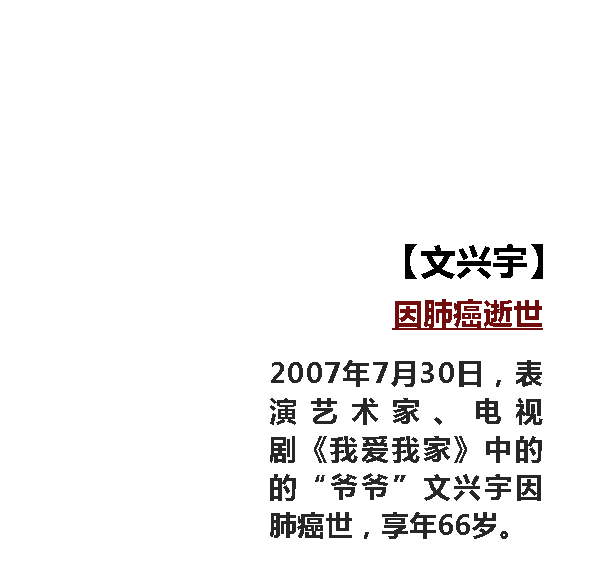 【文兴宇】
因肺癌逝世
2007年7月30日，表
演艺术家、电视
剧《我爱我家》中的
的“爷爷”文兴宇因
肺癌世，享年66岁。